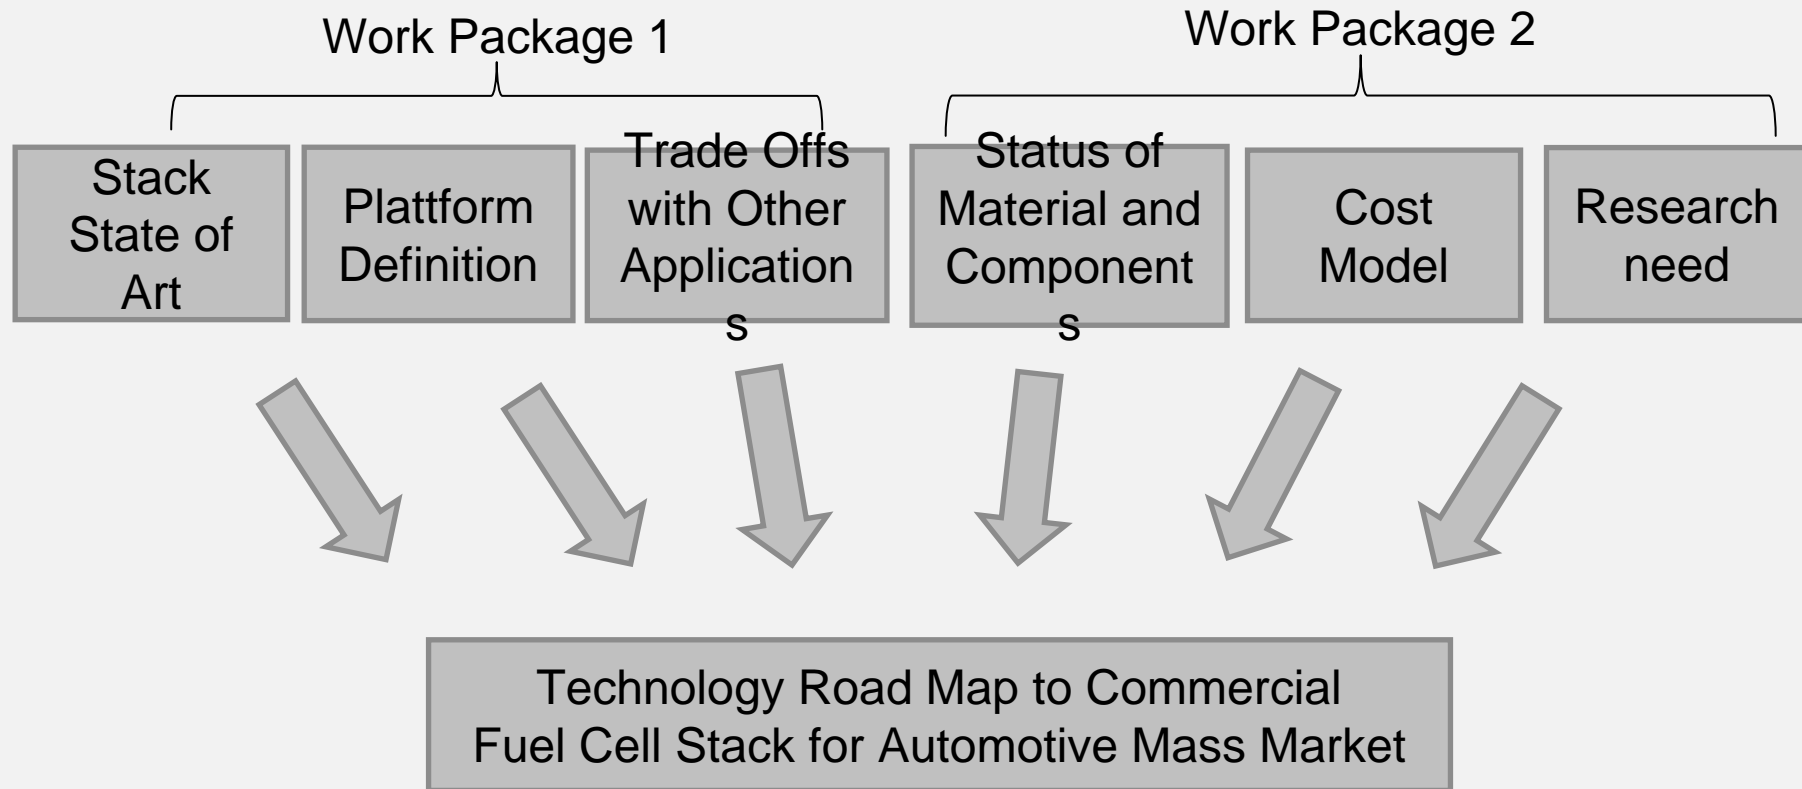 Work Package 1
Work Package 2
Stack
State of
Art
Plattform
Definition
Trade Offs
with Other
Application
s
Status of
Material and
Component
s
Cost
Model
Research
need
Technology Road Map to Commercial
Fuel Cell Stack for Automotive Mass Market